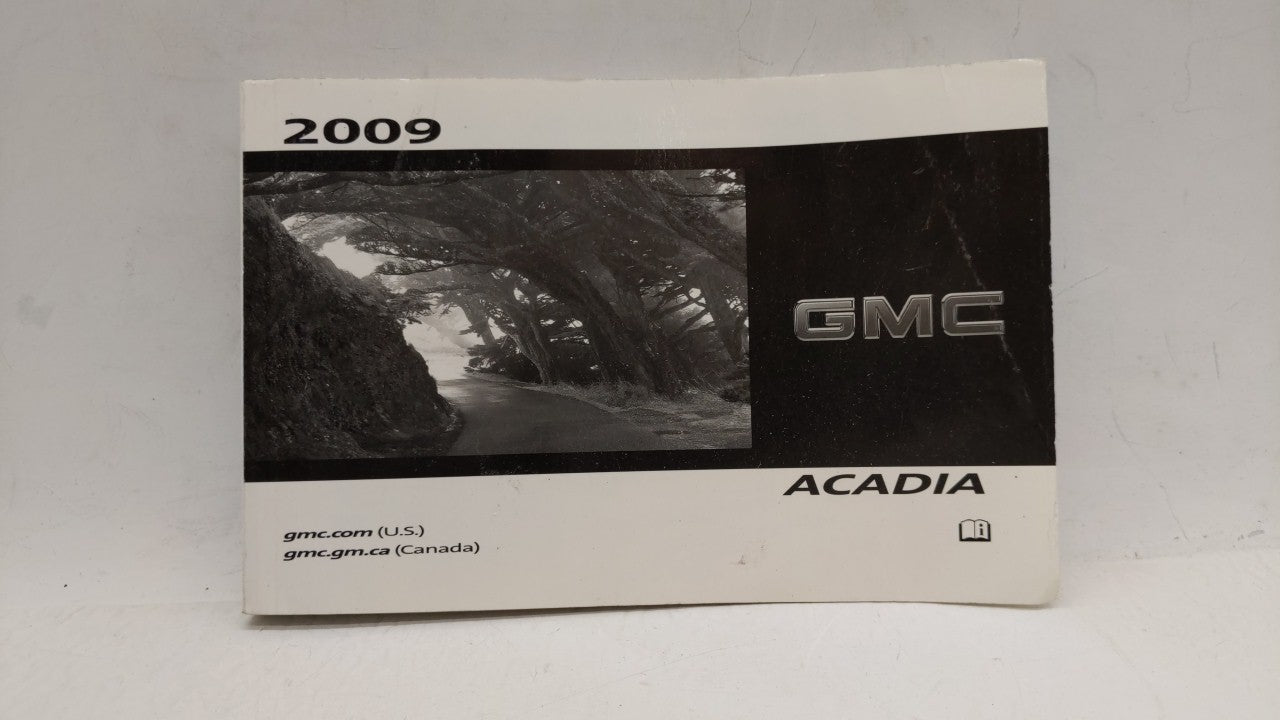 2009
GMC
ACADIA
gmc.com (U.S.)
gmc.gm.ca (Canada)